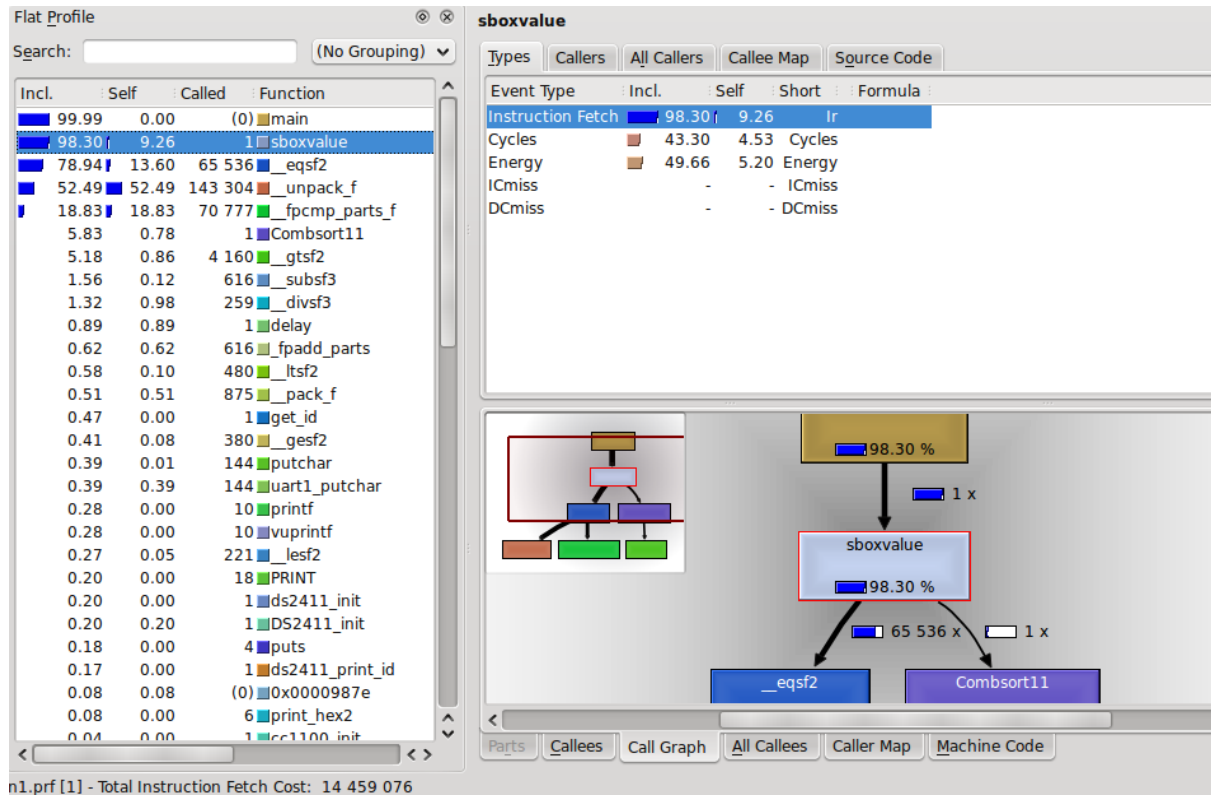 Flat Profile
Search: (No Grouping)
Incl. Self Called Function
99.99 0.00 (0) main
98.30 9.26 1 sboxvalue
78.94 13.60 65 536 __eqsf2
52.49 52.49 143 304 __unpack_f
18.83 18.83 70 777 __fpcmp_parts_f
5.83 0.78 1 Combsort11
5.18 0.86 4 160 __gtsf2
1.56 0.12 616 __subsf3
1.32 0.98 259 __divsf3
0.89 0.89 1 delay
0.62 0.62 616 _fpadd_parts
0.58 0.10 480 __ltsf2
0.51 0.51 875 __pack_f
0.47 0.00 1 get_id
0.41 0.08 380 __gesf2
0.39 0.01 144 putchar
0.39 0.39 144 uart1_putchar
0.28 0.00 10 printf
0.28 0.00 10 vuprintf
0.27 0.05 221 __lesf2
0.20 0.00 18 PRINT
0.20 0.00 1 ds2411_init
0.20 0.20 1 DS2411_init
0.18 0.00 4 puts
0.17 0.00 1 ds2411_print_id
0.08 0.08 (0) 0x0000987e
0.08 0.00 6 print_hex2
0.04 0.00 1 cc1100_init
n1.prf [1] - Total Instruction Fetch Cost: 14 459 076
sboxvalue
Types Callers All Callers Callee Map Source Code
Event Type Incl. Self Short Formula
Instruction Fetch 98.30 9.26 Ir
Cycles 43.30 4.53 Cycles
Energy 49.66 5.20 Energy
ICmiss - - ICmiss
DCmiss - - DCmiss
98.30 %
1 x
sboxvalue
98.30 %
65 536 x 1 x
__eqsf2 Combsort11
Parts Callees Call Graph All Callees Caller Map Machine Code